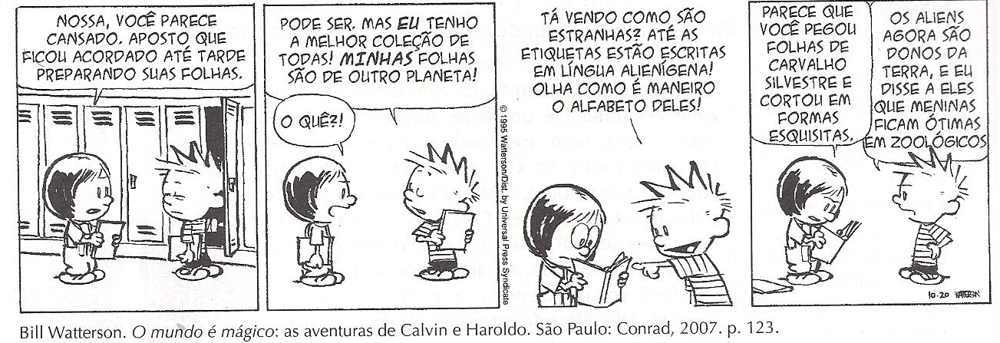 NOSSA, VOCÊ PARECE
CANSADO. APOSTO QUE
FICOU ACORDADO ATÉ TARDE
PREPARANDO SUAS FOLHAS.
PODE SER. MAS EU TENHO
A MELHOR COLEÇÃO DE
TODAS! MINHAS FOLHAS
SÃO DE OUTRO PLANETA!
O QUÊ?!
© 1995 Watterson/Dist. by Universal Press Syndicate
TÁ VENDO COMO SÃO
ESTRANHAS? ATÉ AS
ETIQUETAS ESTÃO ESCRITAS
EM LÍNGUA ALIENÍGENA!
OLHA COMO É MANEIRO
O ALFABETO DELES!
PARECE QUE
VOCÊ PEGOU
FOLHAS DE
CARVALHO
SILVESTRE E
CORTOU EM
FORMAS
ESQUISITAS.
OS ALIENS
AGORA SÃO
DONOS DA
TERRA, E EU
DISSE A ELES
QUE MENINAS
FICAM ÓTIMAS
EM ZOOLÓGICOS
10-20 WATTERSON
Bill Watterson. O mundo é mágico: as aventuras de Calvin e Haroldo. São Paulo: Conrad, 2007. p. 123.